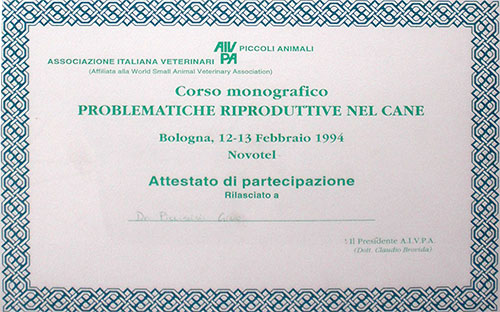 AIVPA PICCOLI ANIMALI
ASSOCIAZIONE ITALIANA VETERINARI
(Affiliata alla World Small Animal Veterinary Association)
Corso monografico
PROBLEMATICHE RIPRODUTTIVE NEL CANE
Bologna, 12-13 Febbraio 1994
Novotel
Attestato di partecipazione
Rilasciato a
Il Presidente A.I.V.P.A.
(Dott. Claudio Brovida)